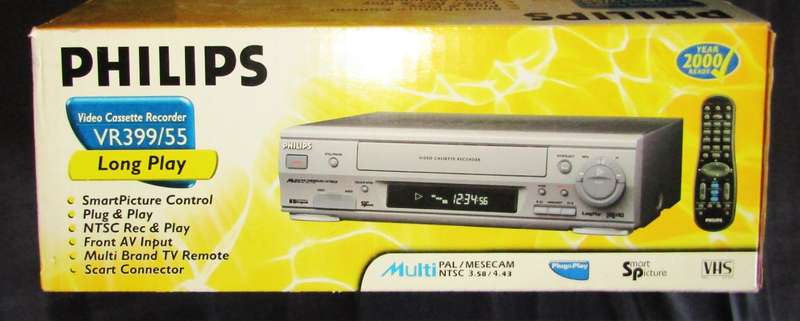 PHILIPS
YEAR
2000
READY
Video Cassette Recorder
VR399/55
Long Play
SmartPicture Control
Plug & Play
NTSC Rec & Play
Front AV Input
Multi Brand TV Remote
Scart Connector
PHILIPS
VIDEO CASSETTE RECORDER
12:34:56
Multi PAL/MESECAM
NTSC 3.58/4.43
Plug&Play
Smart
Picture
VHS